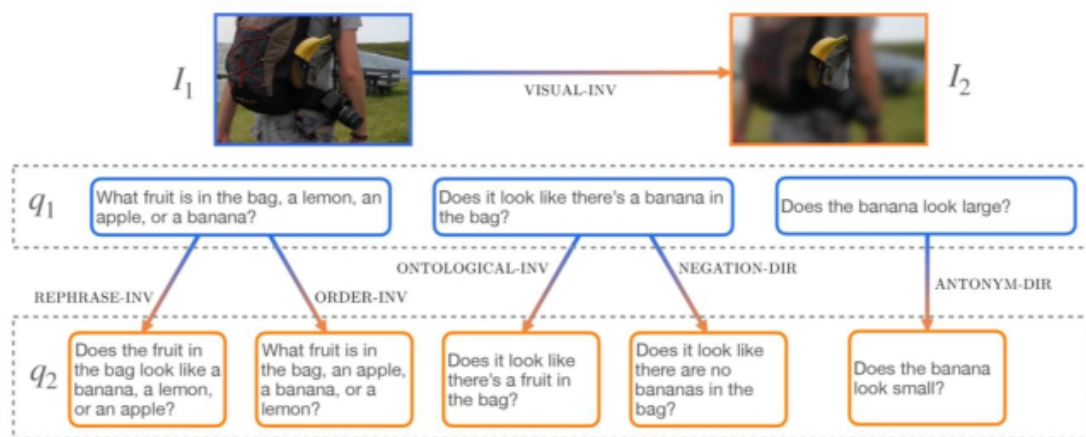 I1
VISUAL-INV
I2
q1
What fruit is in the bag, a lemon, an
apple, or a banana?
Does it look like there's a banana in
the bag?
Does the banana look large?
REPHRASE-INV
ORDER-INV
ONTOLOGICAL-INV
NEGATION-DIR
ANTONYM-DIR
q2
Does the fruit in
the bag look like a
banana, a lemon,
or an apple?
What fruit is in
the bag, an apple,
a banana, or a
lemon?
Does it look like
there's a fruit in
the bag?
Does it look like
there are no
bananas in the
bag?
Does the banana
look small?